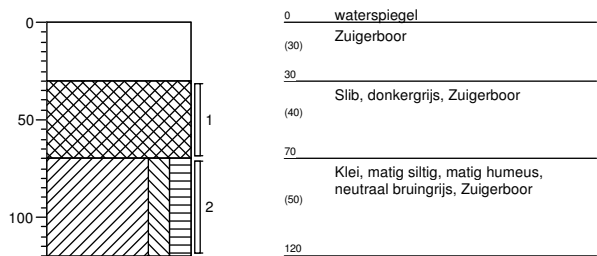 0
50
100
1
2
0 waterspiegel
(30) Zuigerboor
30
Slib, donkergrijs, Zuigerboor
(40)
70
Klei, matig siltig, matig humeus,
neutraal bruingrijs, Zuigerboor
(50)
120